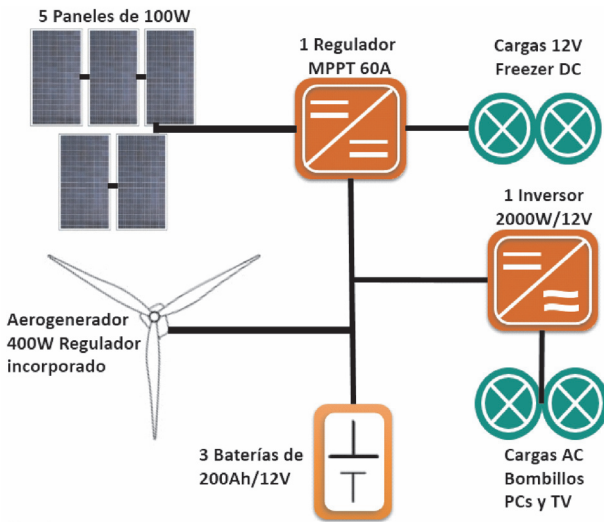 5 Paneles de 100W
1 Regulador
MPPT 60A
Cargas 12V
Freezer DC
1 Inversor
2000W/12V
Aerogenerador
400W Regulador
incorporado
3 Baterías de
200Ah/12V
Cargas AC
Bombillos
PCs y TV